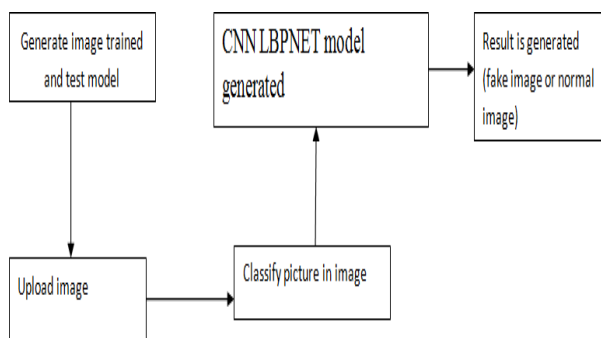 Generate image trained
and test model
CNN LBPNET model
generated
Result is generated
(fake image or normal
image)
Upload image
Classify picture in image